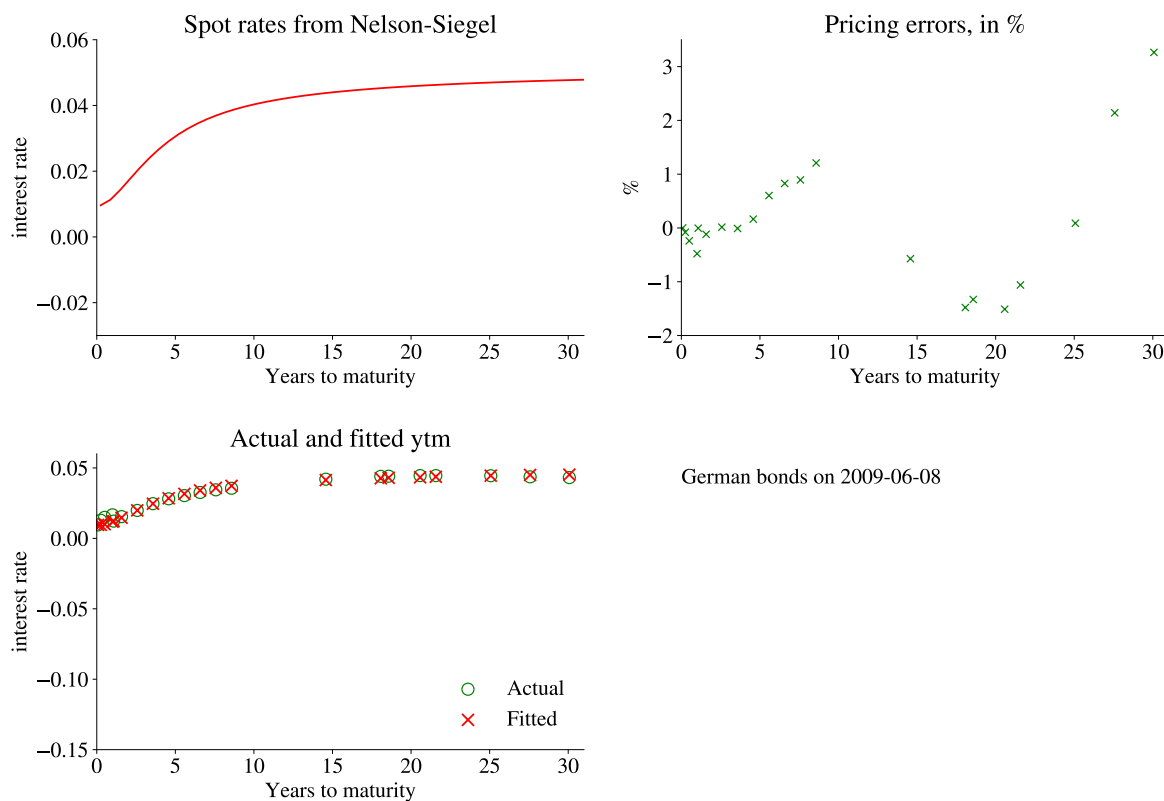 Spot rates from Nelson-Siegel
0.06
0.04
0.02
0.00
−0.02
interest rate
0 5 10 15 20 25 30
Years to maturity
Pricing errors, in %
3
2
1
0
−1
−2
%
0 5 10 15 20 25 30
Years to maturity
Actual and fitted ytm
0.05
0.00
−0.05
−0.10
−0.15
interest rate
Actual
Fitted
0 5 10 15 20 25 30
Years to maturity
German bonds on 2009-06-08